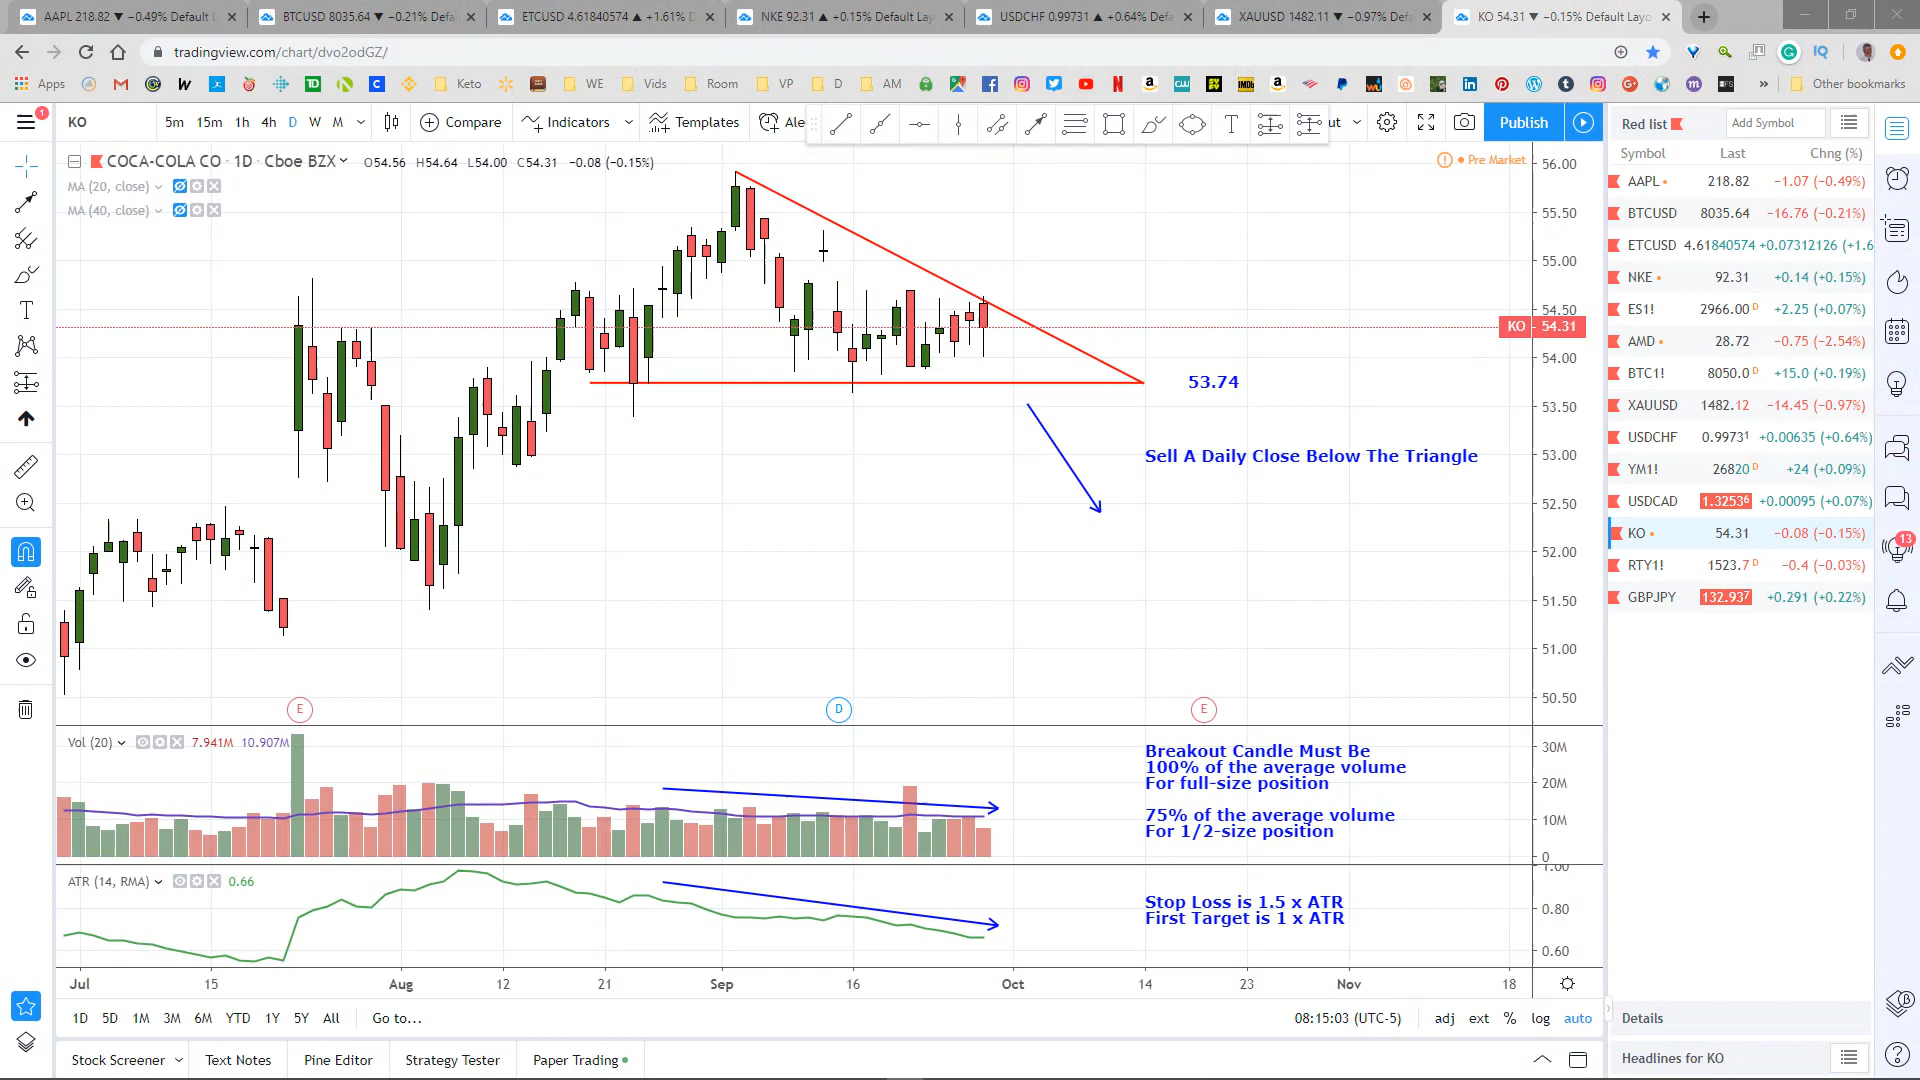 AAPL 218.82 ▼ −0.49% Default L
BTCUSD 8035.64 ▼ −0.21% Default
ETCUSD 4.61840574 ▲ +1.61% D
NKE 92.31 ▲ +0.15% Default Layo
USDCHF 0.99731 ▲ +0.64% Defa
XAUUSD 1482.11 ▼ −0.97% Defa
KO 54.31 ▼ −0.15% Default Layo
tradingview.com/chart/dvo2odGZ/
Apps
Keto
WE
Vids
Room
VP
D
AM
Other bookmarks
KO
5m 15m 1h 4h D W M
Compare
Indicators
Templates
Ale
ut
Publish
COCA-COLA CO · 1D · Cboe BZX
O54.56 H54.64 L54.00 C54.31 −0.08 (−0.15%)
Pre Market
MA (20, close)
MA (40, close)
56.00
55.50
55.00
54.50
KO 54.31
54.00
53.50
53.00
52.50
52.00
51.50
51.00
50.50
53.74
Sell A Daily Close Below The Triangle
E
D
E
Vol (20) 7.941M 10.907M
Breakout Candle Must Be
100% of the average volume
For full-size position
75% of the average volume
For 1/2-size position
30M
20M
10M
0
ATR (14, RMA) 0.66
Stop Loss is 1.5 x ATR
First Target is 1 x ATR
1.00
0.80
0.60
Jul 15 Aug 12 21 Sep 16 Oct 14 23 Nov 18
1D 5D 1M 3M 6M YTD 1Y 5Y All Go to...
08:15:03 (UTC-5) adj ext % log auto
Stock Screener Text Notes Pine Editor Strategy Tester Paper Trading
Red list
Add Symbol
Symbol Last Chng (%)
AAPL 218.82 −1.07 (−0.49%)
BTCUSD 8035.64 −16.76 (−0.21%)
ETCUSD 4.61840574 +0.07312126 (+1.6
NKE 92.31 +0.14 (+0.15%)
ES1! 2966.00 D +2.25 (+0.07%)
AMD 28.72 −0.75 (−2.54%)
BTC1! 8050.0 D +15.0 (+0.19%)
XAUUSD 1482.12 −14.45 (−0.97%)
USDCHF 0.99731 +0.00635 (+0.64%)
YM1! 26820 D +24 (+0.09%)
USDCAD 1.32536 +0.00095 (+0.07%)
KO 54.31 −0.08 (−0.15%)
RTY1! 1523.7 D −0.4 (−0.03%)
GBPJPY 132.937 +0.291 (+0.22%)
Details
Headlines for KO
1
13